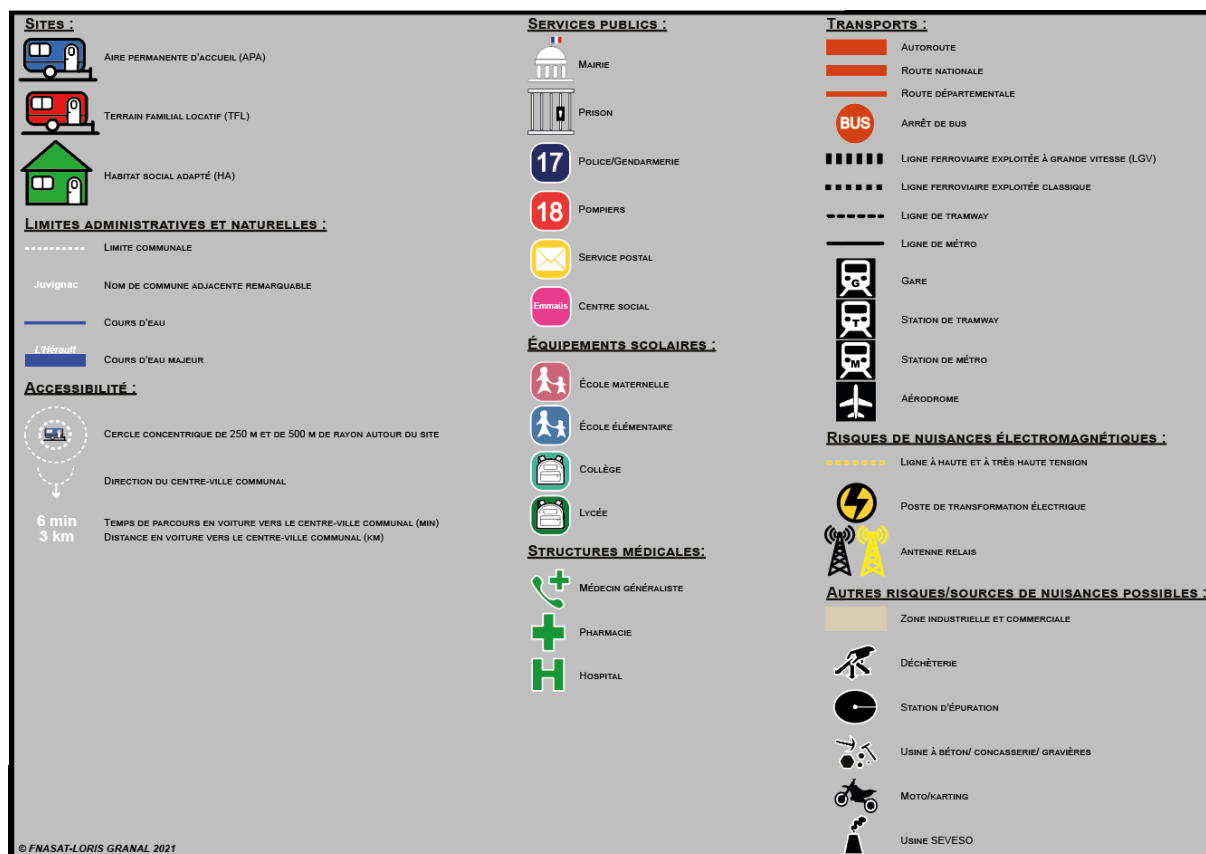 Sites :
Aire permanente d'accueil (APA)
Terrain familial locatif (TFL)
Habitat social adapté (HA)
Limites administratives et naturelles :
Limite communale
Juvignac
Nom de commune adjacente remarquable
Cours d'eau
L'Hérault
Cours d'eau majeur
Accessibilité :
Cercle concentrique de 250 m et de 500 m de rayon autour du site
Direction du centre-ville communal
6 min
3 km
Temps de parcours en voiture vers le centre-ville communal (min)
Distance en voiture vers le centre-ville communal (km)
© FNASAT-LORIS GRANAL 2021
Services publics :
Mairie
Prison
17
Police/Gendarmerie
18
Pompiers
Service postal
Emmaüs
Centre social
Équipements scolaires :
École maternelle
École élémentaire
Collège
Lycée
Structures médicales:
Médecin généraliste
Pharmacie
H
Hospital
Transports :
Autoroute
Route nationale
Route départementale
BUS
Arrêt de bus
Ligne ferroviaire exploitée à grande vitesse (LGV)
Ligne ferroviaire exploitée classique
Ligne de tramway
Ligne de métro
G
Gare
T
Station de tramway
M
Station de métro
Aérodrome
Risques de nuisances électromagnétiques :
Ligne à haute et à très haute tension
Poste de transformation électrique
Antenne relais
Autres risques/sources de nuisances possibles :
Zone industrielle et commerciale
Déchèterie
Station d'épuration
Usine à béton/ concasserie/ gravières
Moto/karting
Usine SEVESO